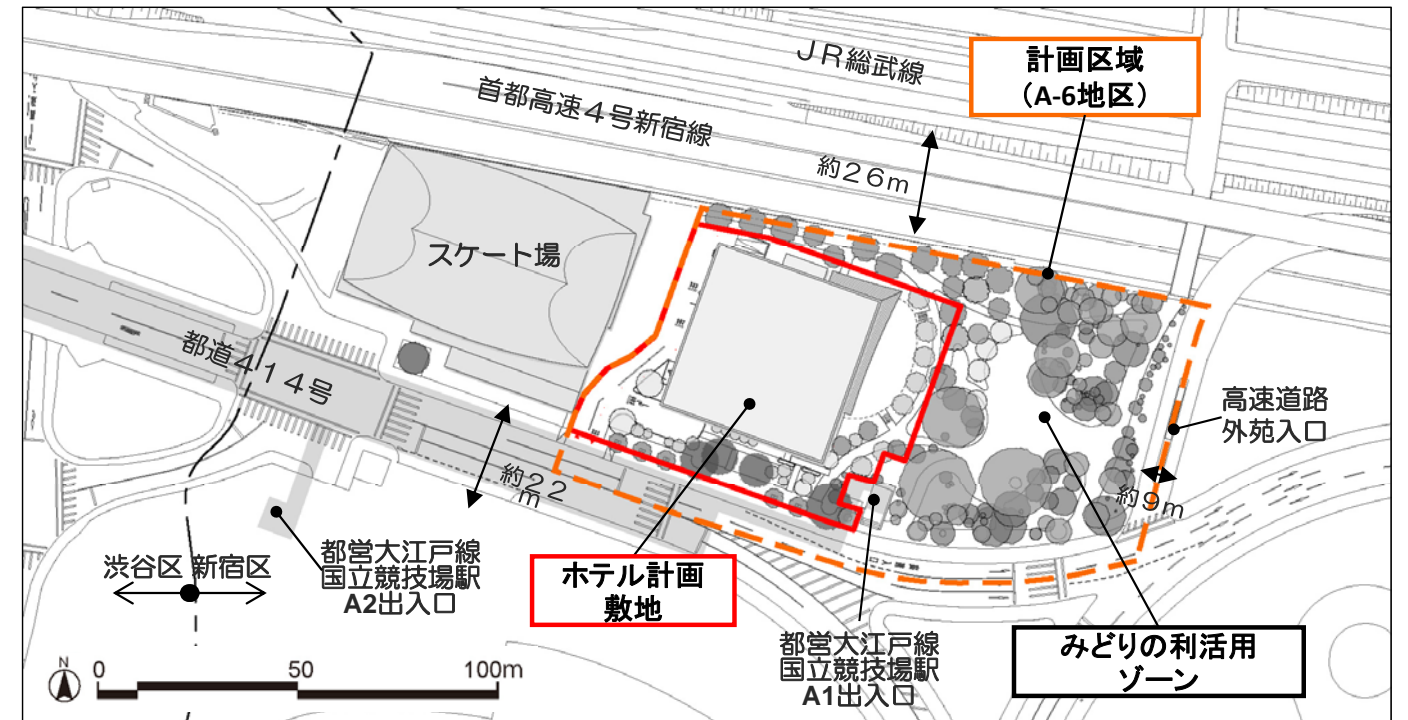 ＪＲ総武線
首都高速４号新宿線
計画区域
（A-6地区）
約２６ｍ
スケート場
都道４１４号
高速道路
外苑入口
約２２
ｍ
約９ｍ
都営大江戸線
国立競技場駅
A2出入口
渋谷区 新宿区
ホテル計画
敷地
都営大江戸線
国立競技場駅
A1出入口
みどりの利活用
ゾーン
N
0 50 100m